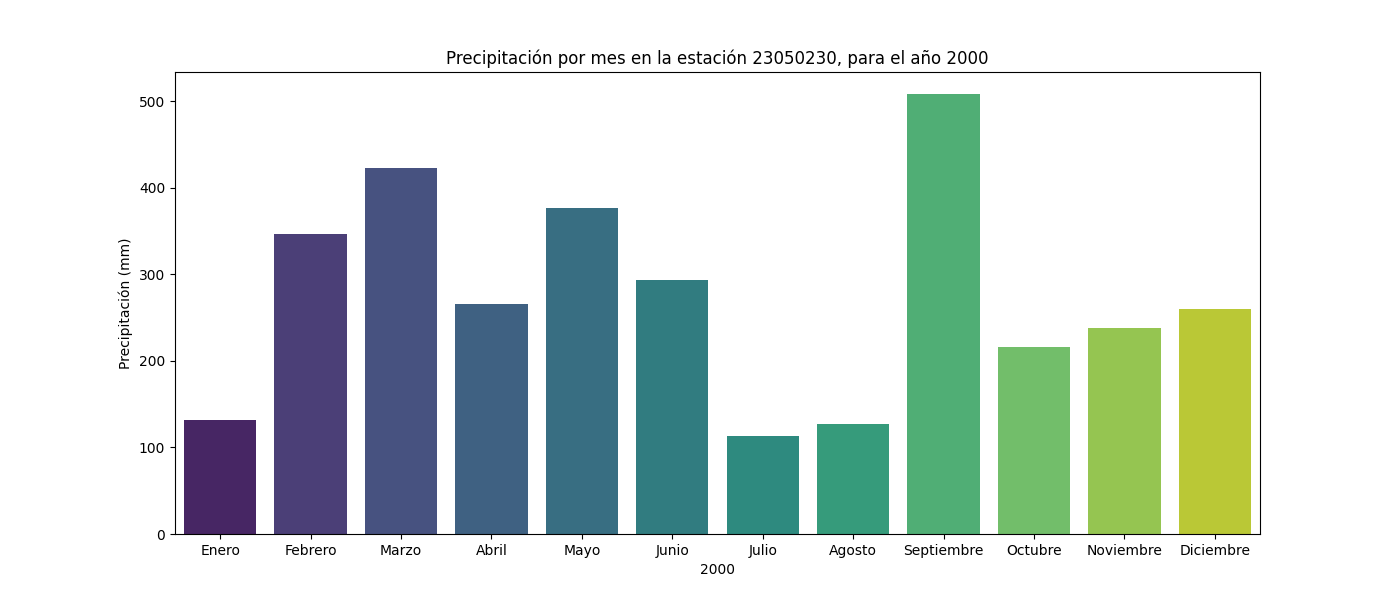 Precipitación por mes en la estación 23050230, para el año 2000
Precipitación (mm)
500
400
300
200
100
0
Enero Febrero Marzo Abril Mayo Junio Julio Agosto Septiembre Octubre Noviembre Diciembre
2000